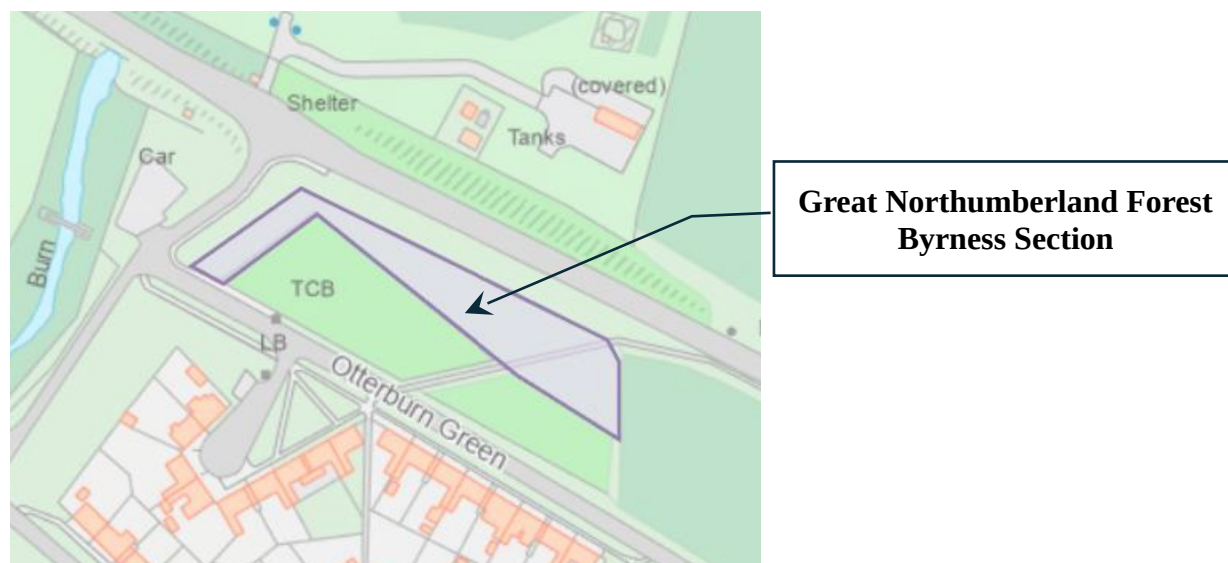 (covered)
Shelter
Tanks
Car
Great Northumberland Forest
Byrness Section
Burn
TCB
LB
Otterburn Green